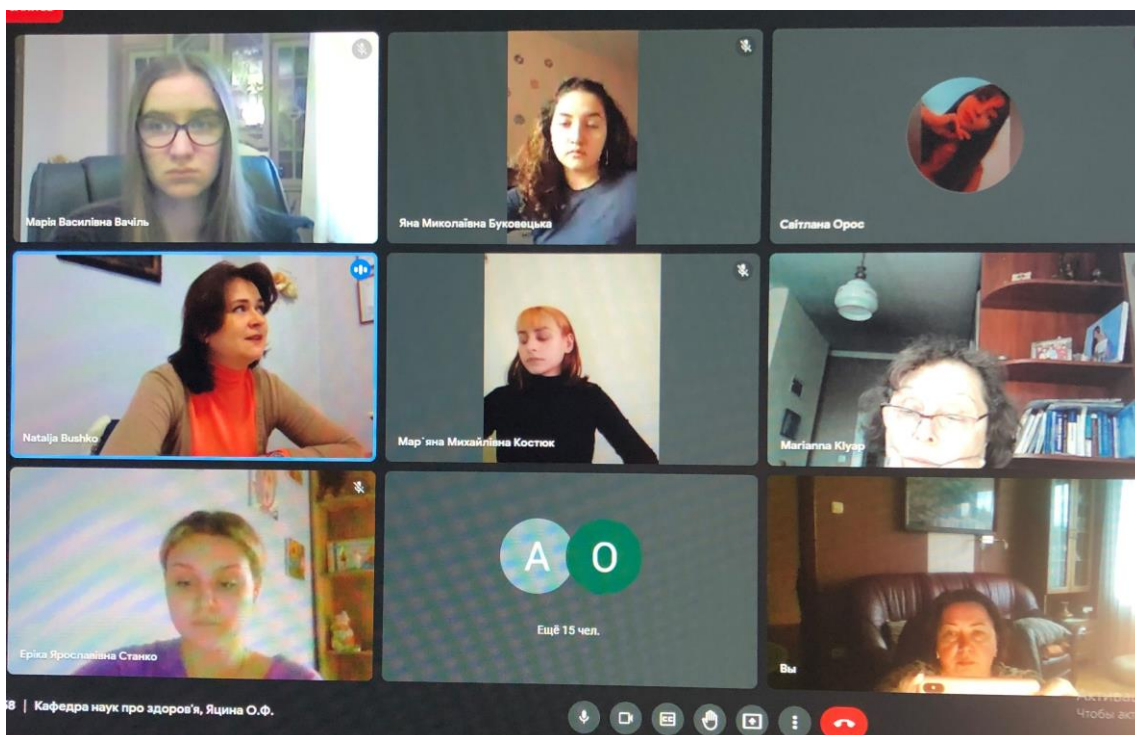 Марія Василівна Вачіль
Яна Миколаївна Буковецька
Світлана Орос
Natalja Bushko
Мар'яна Михайлівна Костюк
Marianna Klyap
Еріка Ярославівна Станко
A
O
Ещё 15 чел.
Вы
58 | Кафедра наук про здоров'я, Яцина О.Ф.
CC